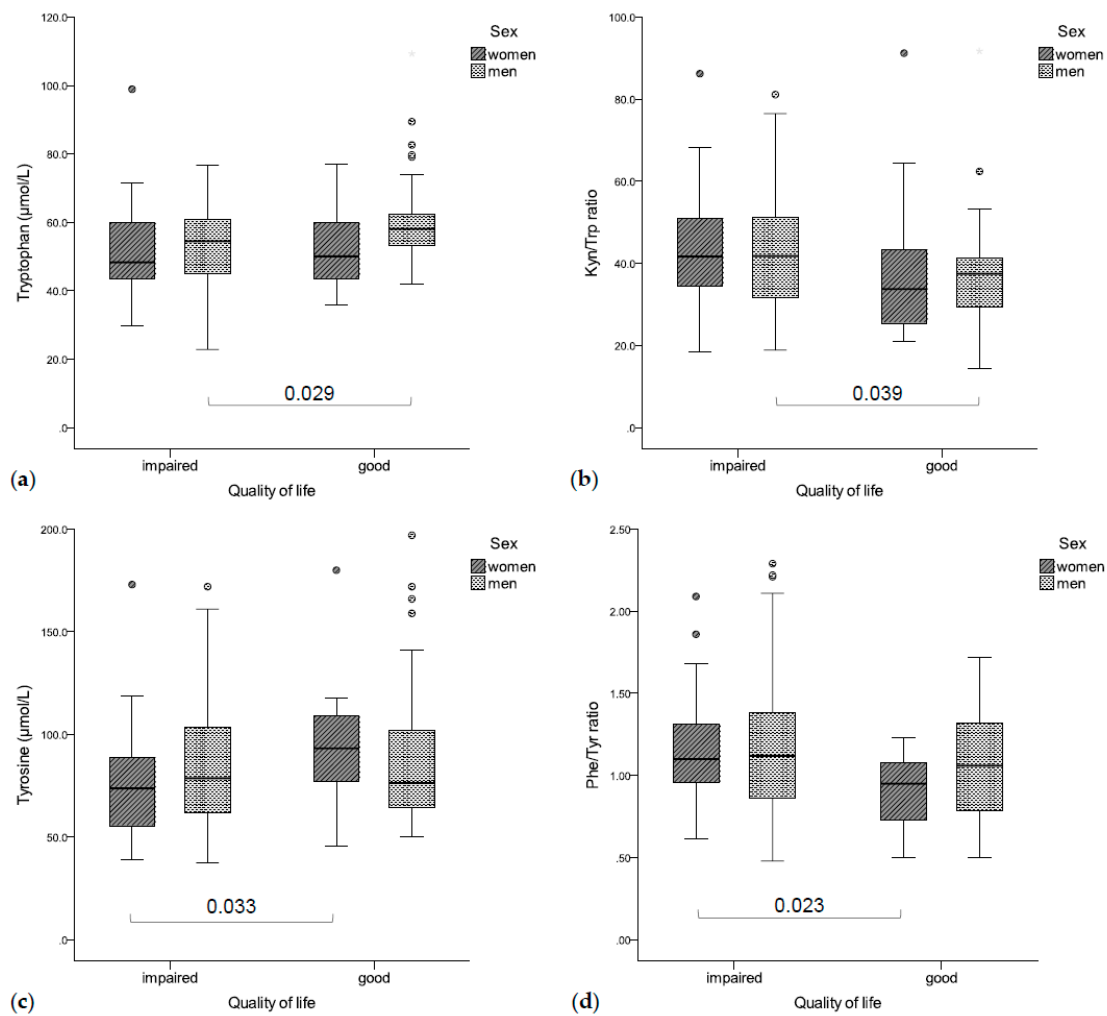 120.0
100.0
80.0
60.0
40.0
20.0
.0
Tryptophan (µmol/L)
Sex
women
men
0.029
impaired good
Quality of life
(a)
100.0
80.0
60.0
40.0
20.0
.0
Kyn/Trp ratio
Sex
women
men
0.039
impaired good
Quality of life
(b)
200.0
150.0
100.0
50.0
.0
Tyrosine (µmol/L)
Sex
women
men
0.033
impaired good
Quality of life
(c)
2.50
2.00
1.50
1.00
.50
.00
Phe/Tyr ratio
Sex
women
men
0.023
impaired good
Quality of life
(d)